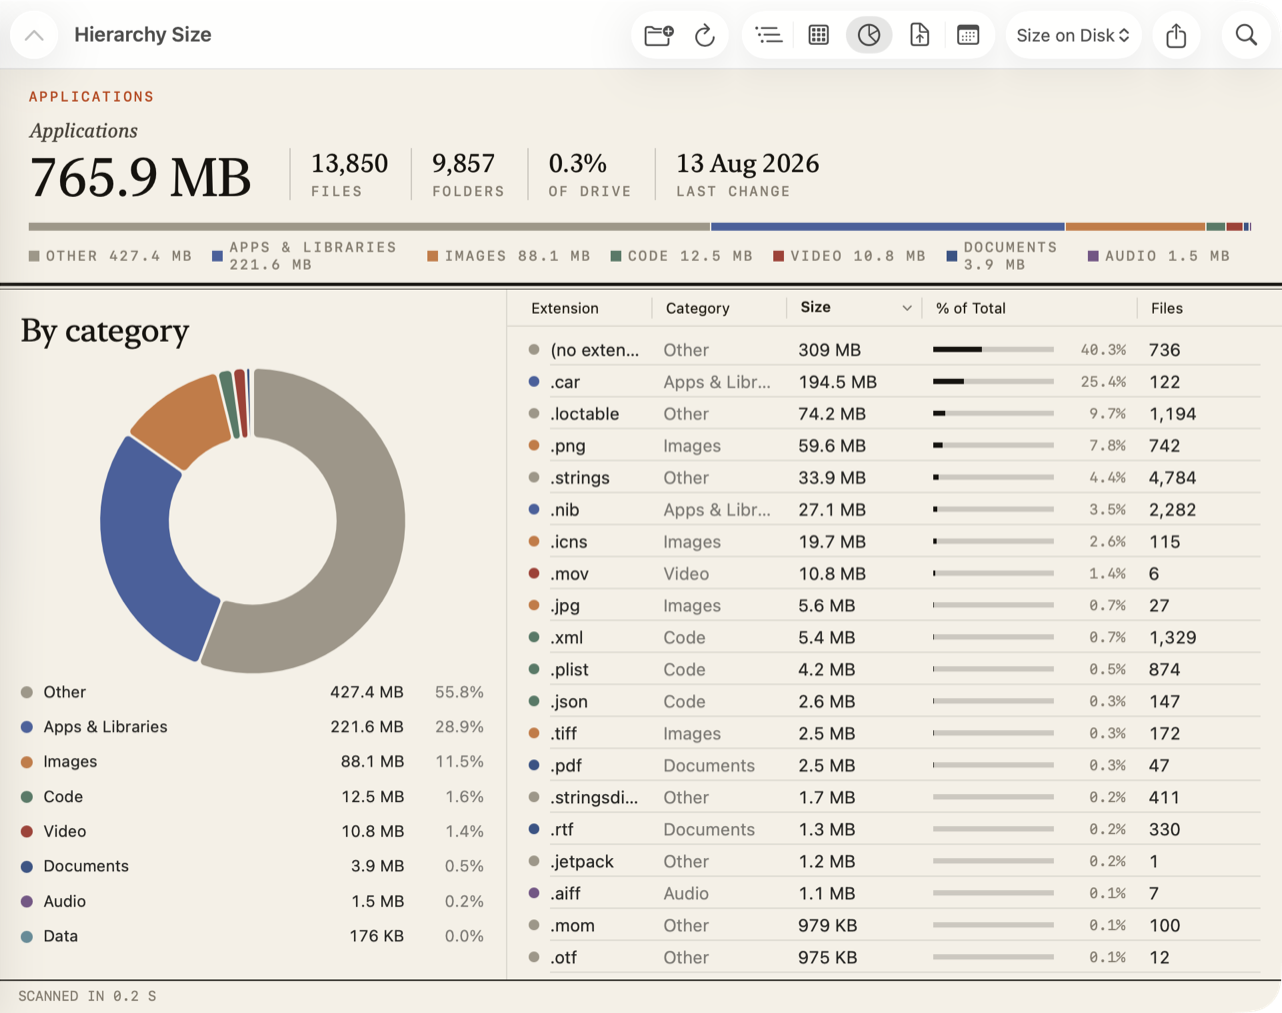 Hierarchy Size
Size on Disk
APPLICATIONS
Applications
765.9 MB
13,850
FILES
9,857
FOLDERS
0.3%
OF DRIVE
13 Aug 2026
LAST CHANGE
OTHER 427.4 MB
APPS & LIBRARIES
221.6 MB
IMAGES 88.1 MB
CODE 12.5 MB
VIDEO 10.8 MB
DOCUMENTS
3.9 MB
AUDIO 1.5 MB
By category
Other 427.4 MB 55.8%
Apps & Libraries 221.6 MB 28.9%
Images 88.1 MB 11.5%
Code 12.5 MB 1.6%
Video 10.8 MB 1.4%
Documents 3.9 MB 0.5%
Audio 1.5 MB 0.2%
Data 176 KB 0.0%
Extension Category Size % of Total Files
(no exten... Other 309 MB 40.3% 736
.car Apps & Libr... 194.5 MB 25.4% 122
.loctable Other 74.2 MB 9.7% 1,194
.png Images 59.6 MB 7.8% 742
.strings Other 33.9 MB 4.4% 4,784
.nib Apps & Libr... 27.1 MB 3.5% 2,282
.icns Images 19.7 MB 2.6% 115
.mov Video 10.8 MB 1.4% 6
.jpg Images 5.6 MB 0.7% 27
.xml Code 5.4 MB 0.7% 1,329
.plist Code 4.2 MB 0.5% 874
.json Code 2.6 MB 0.3% 147
.tiff Images 2.5 MB 0.3% 172
.pdf Documents 2.5 MB 0.3% 47
.stringsdi... Other 1.7 MB 0.2% 411
.rtf Documents 1.3 MB 0.2% 330
.jetpack Other 1.2 MB 0.2% 1
.aiff Audio 1.1 MB 0.1% 7
.mom Other 979 KB 0.1% 100
.otf Other 975 KB 0.1% 12
SCANNED IN 0.2 S